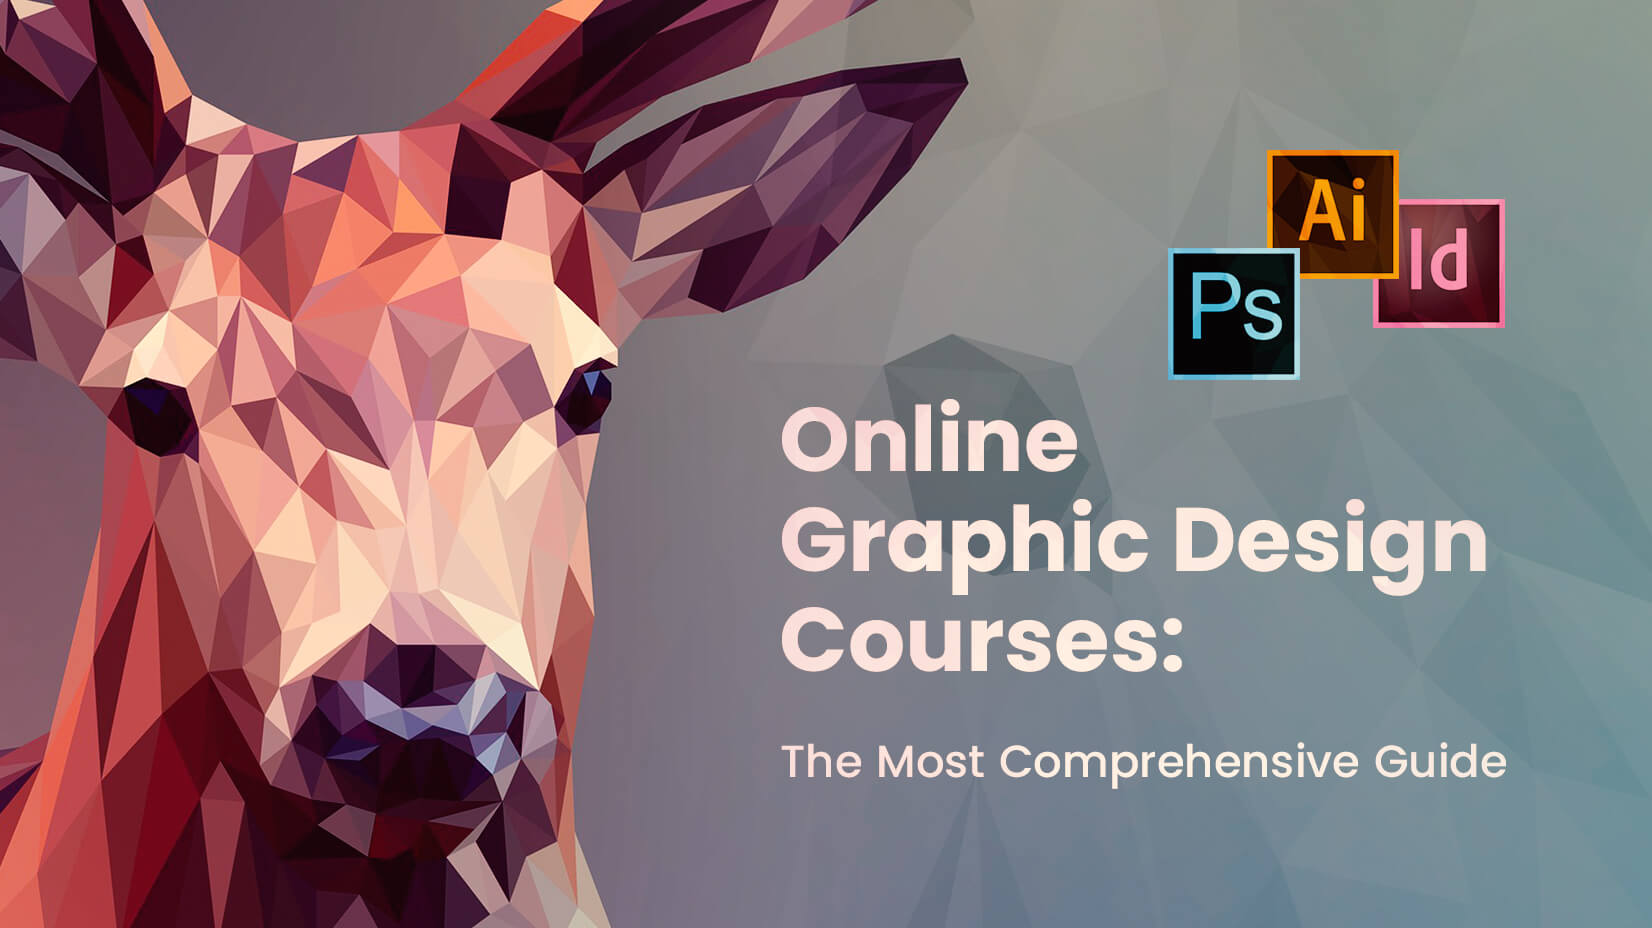 Ai
Id
Ps
Online
Graphic Design
Courses:
The Most Comprehensive Guide